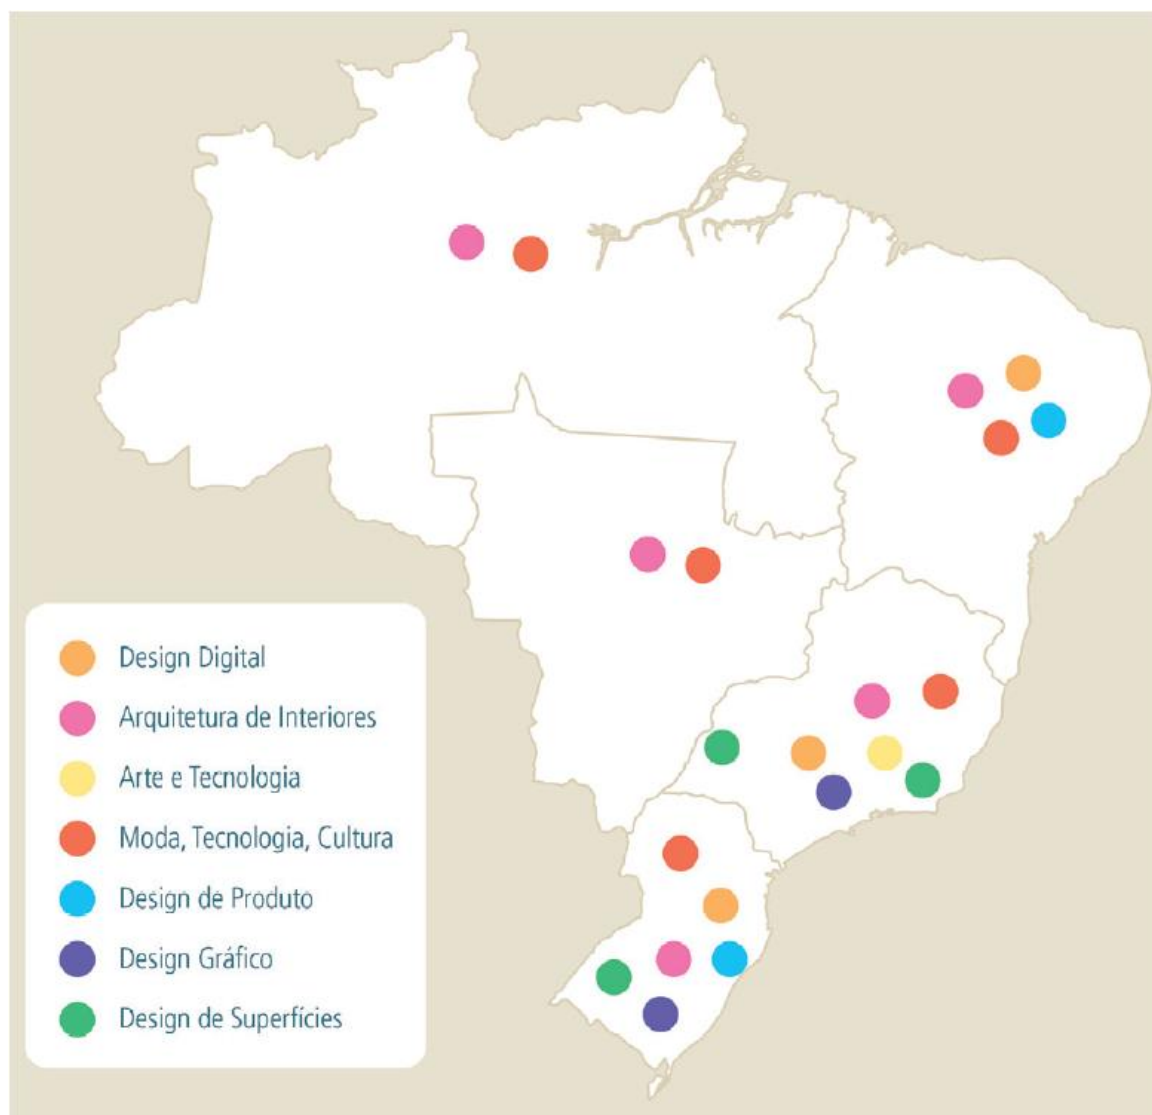 Design Digital
Arquitetura de Interiores
Arte e Tecnologia
Moda, Tecnologia, Cultura
Design de Produto
Design Gráfico
Design de Superfícies